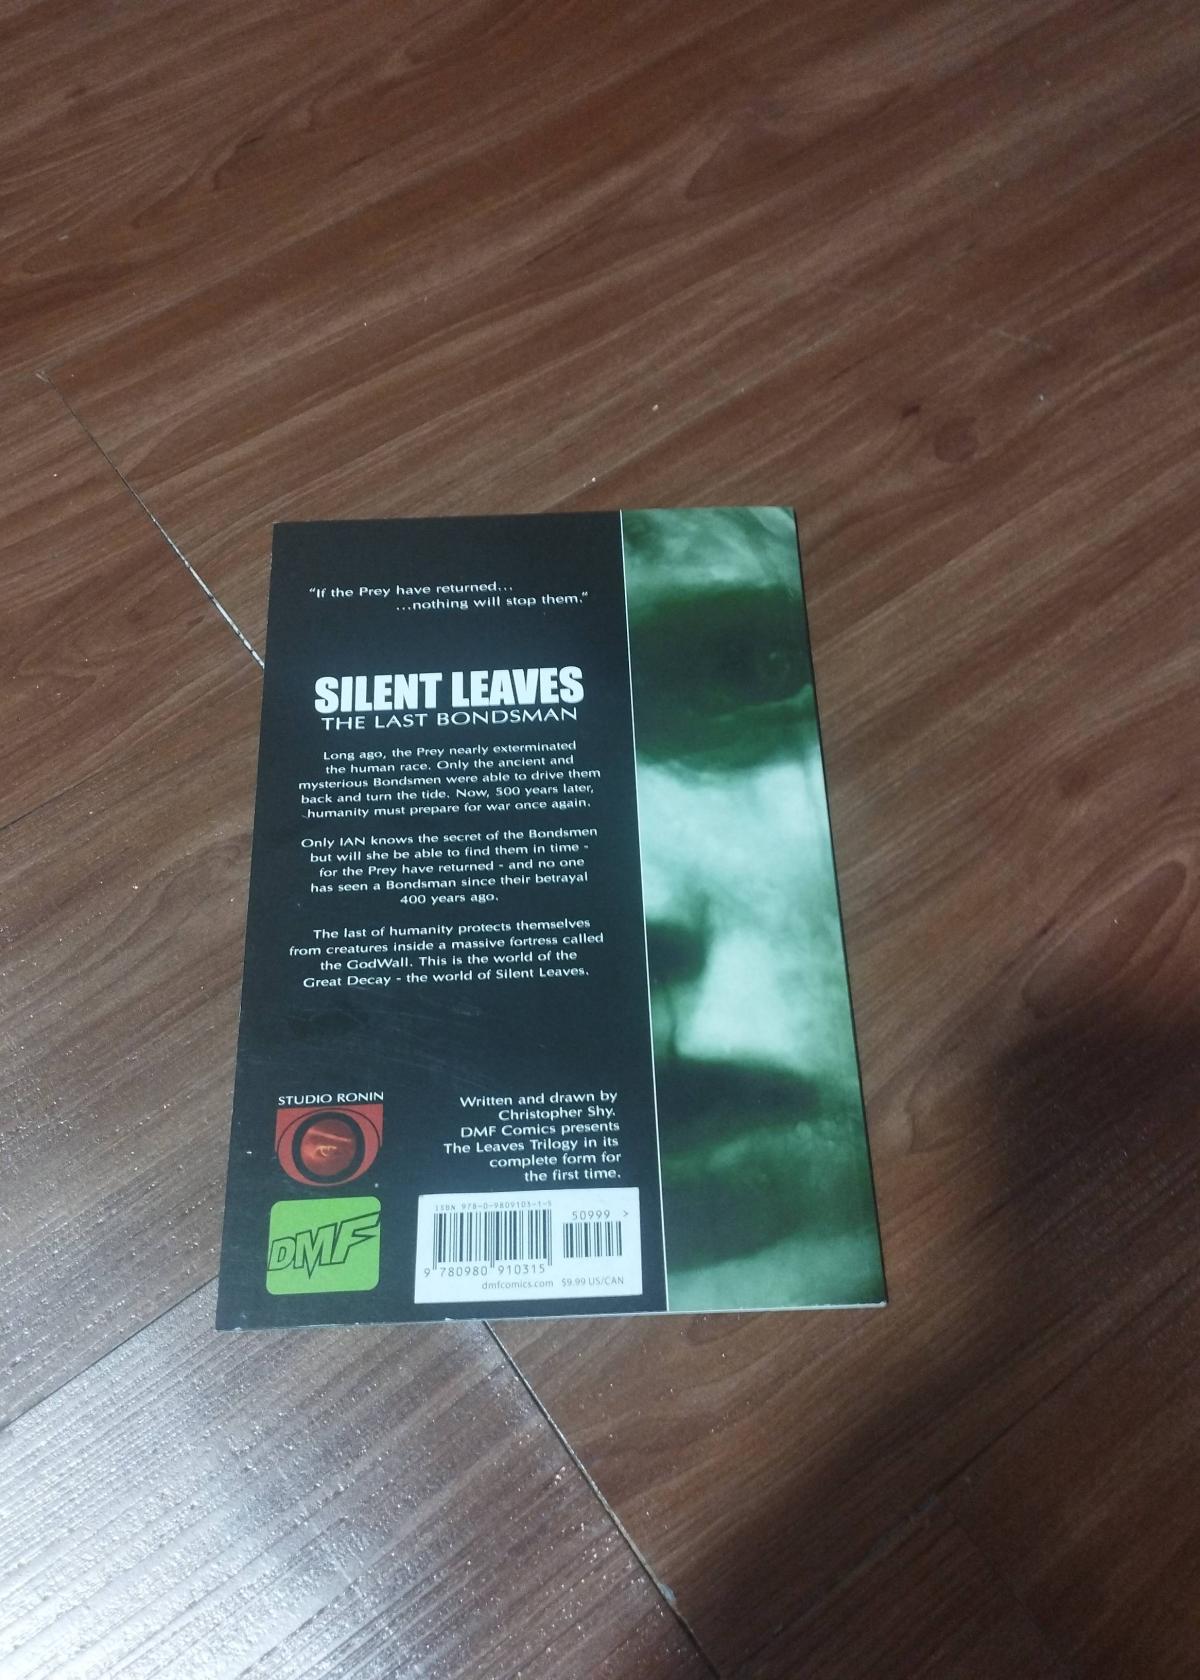 “If the Prey have returned...
...nothing will stop them.”
SILENT LEAVES
THE LAST BONDSMAN
Long ago, the Prey nearly exterminated
the human race. Only the ancient and
mysterious Bondsmen were able to drive them
back and turn the tide. Now, 500 years later,
humanity must prepare for war once again.
Only IAN knows the secret of the Bondsmen
but will she be able to find them in time -
for the Prey have returned - and no one
has seen a Bondsman since their betrayal
400 years ago.
The last of humanity protects themselves
from creatures inside a massive fortress called
the GodWall. This is the world of the
Great Decay - the world of Silent Leaves.
STUDIO RONIN
Written and drawn by
Christopher Shy.
DMF Comics presents
The Leaves Trilogy in its
complete form for
the first time.
DMF
ISBN 978-0-9809103-1-5
50999 >
9 780980 910315
dmfcomics.com $9.99 US/CAN